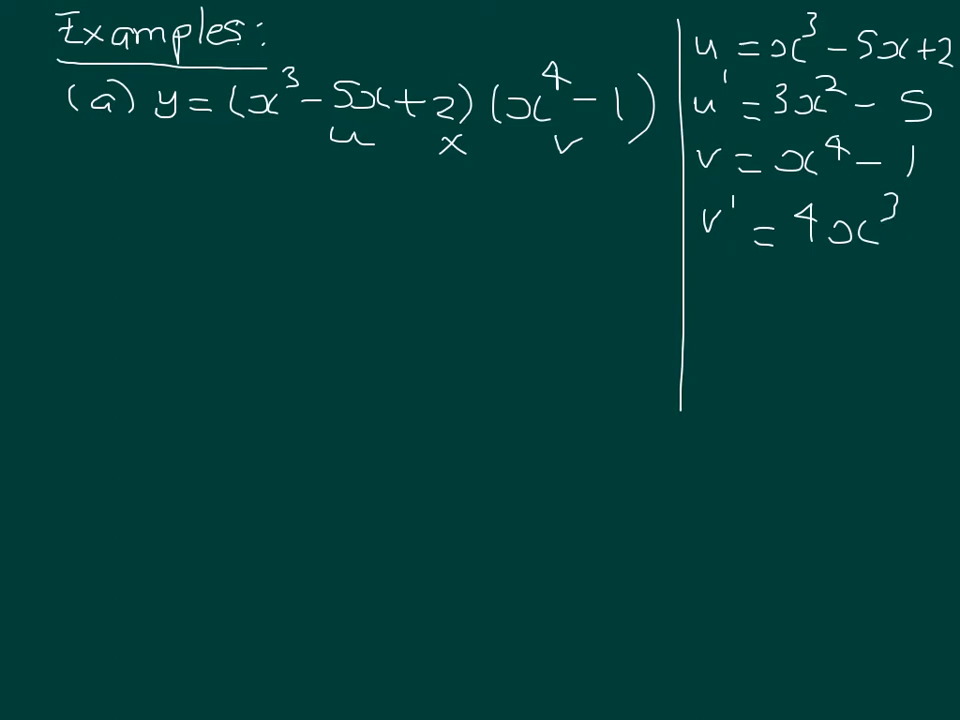 Examples:
(a) y = (x³ - 5x + 2) (x⁴ - 1)
u x v
u = x³ - 5x + 2
u' = 3x² - 5
v = x⁴ - 1
v' = 4x³